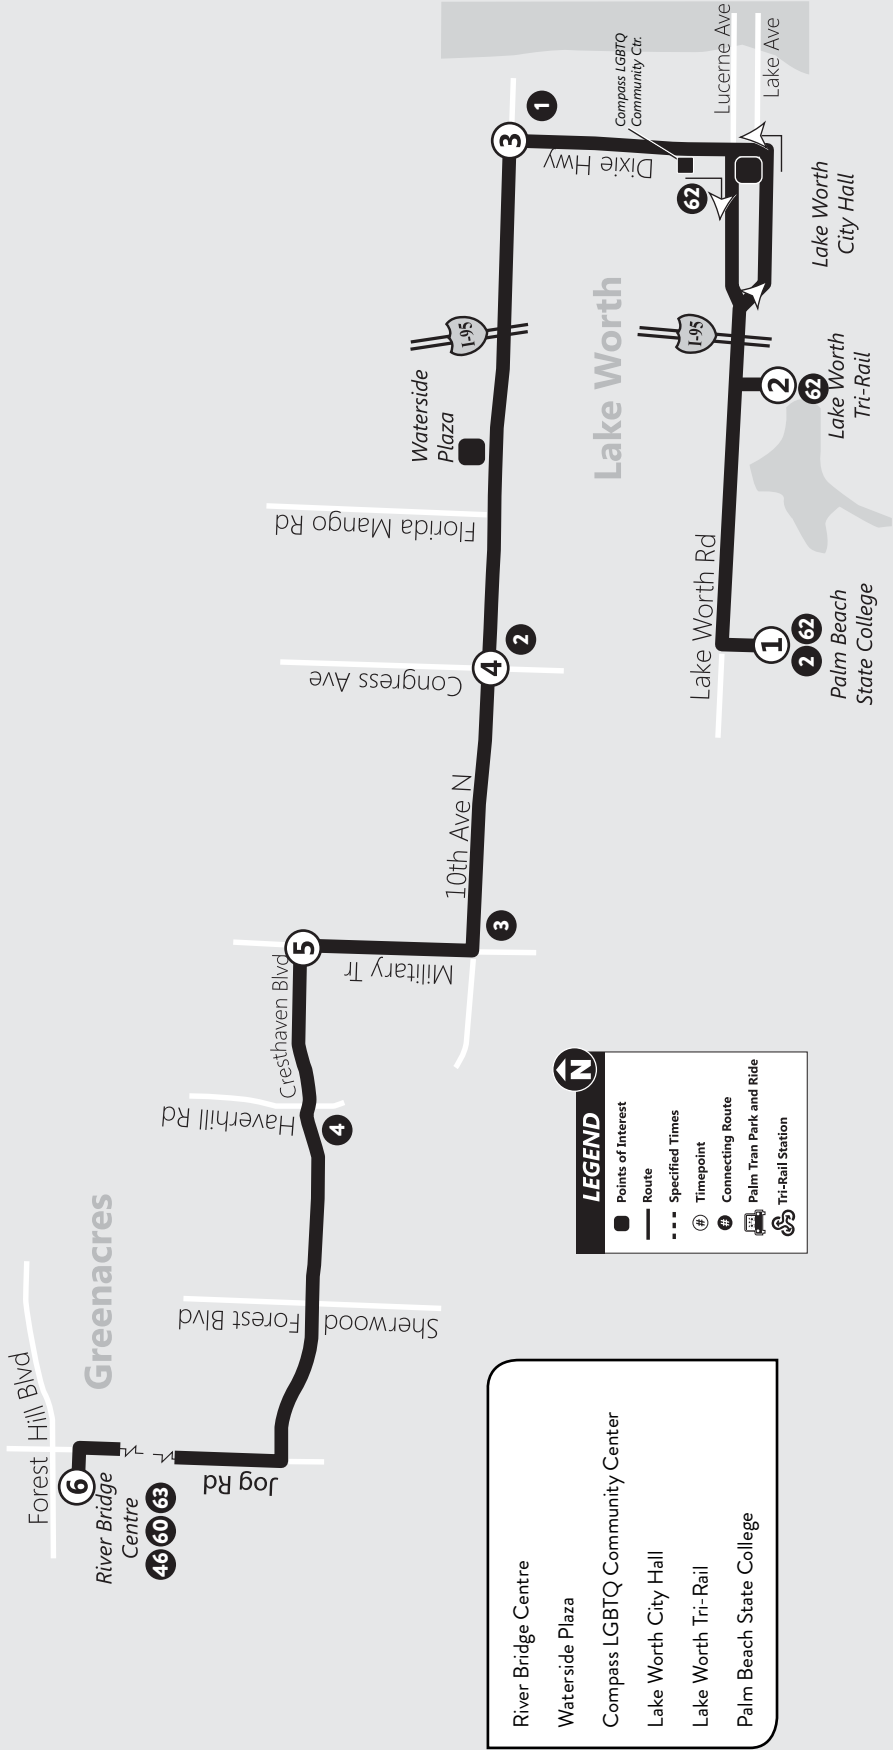 Forest Hill Blvd
Greenacres
6
River Bridge
Centre
46 60 63
Jog Rd
Sherwood Forest Blvd
Haverhill Rd
4
Cresthaven Blvd
5
Military Tr
3
10th Ave N
Congress Ave
4
2
Florida Mango Rd
Waterside
Plaza
I-95
3
1
Dixie Hwy
Compass LGBTQ
Community Ctr.
Lucerne Ave
Lake Ave
62
Lake Worth
City Hall
Lake Worth
I-95
2
62
Lake Worth
Tri-Rail
Lake Worth Rd
1
2 62
Palm Beach
State College
N
LEGEND
Points of Interest
Route
Specified Times
# Timepoint
# Connecting Route
Palm Tran Park and Ride
Tri-Rail Station
River Bridge Centre
Waterside Plaza
Compass LGBTQ Community Center
Lake Worth City Hall
Lake Worth Tri-Rail
Palm Beach State College